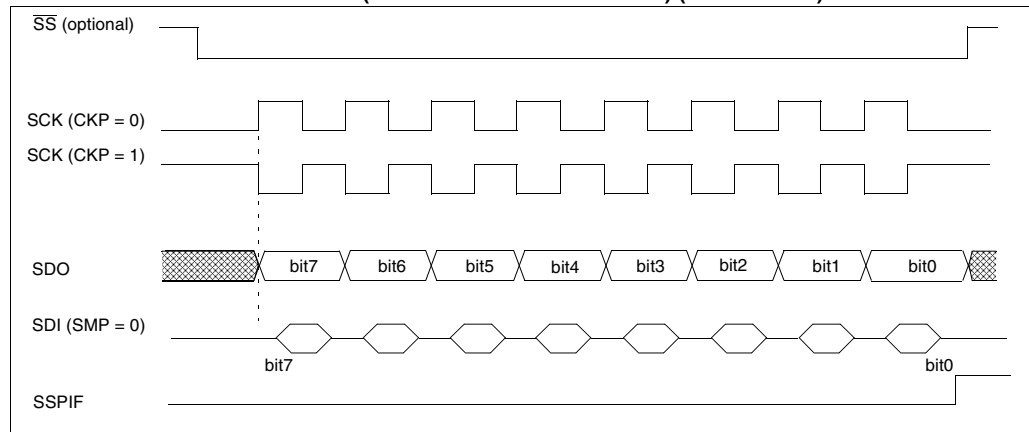 SS (optional)
SCK (CKP = 0)
SCK (CKP = 1)
SDO bit7 bit6 bit5 bit4 bit3 bit2 bit1 bit0
SDI (SMP = 0)
bit7 bit0
SSPIF